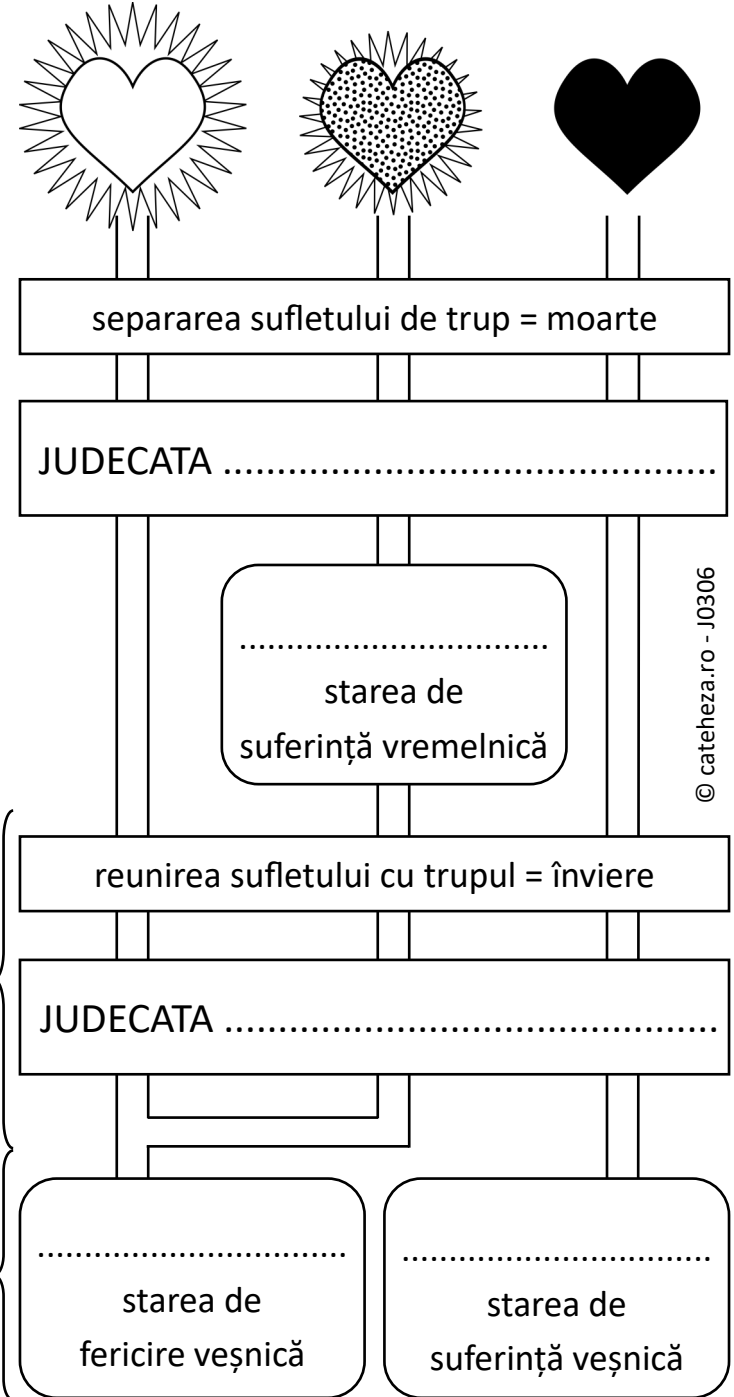 separarea sufletului de trup = moarte
JUDECATA ..............................................
.................................
starea de
suferință vremelnică
© cateheza.ro - J0306
reunirea sufletului cu trupul = înviere
JUDECATA ..............................................
.................................
starea de
fericire veșnică
.................................
starea de
suferință veșnică